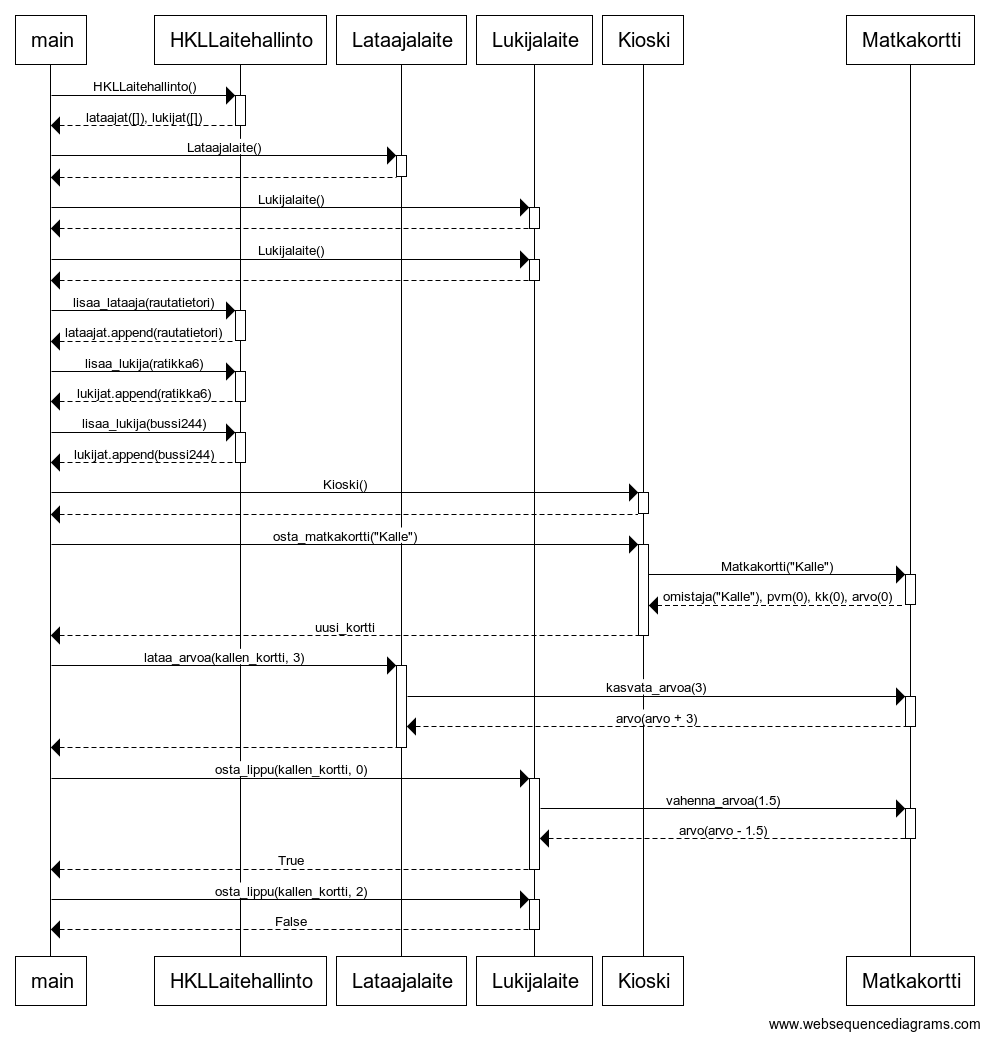 main HKLLaitehallinto Lataajalaite Lukijalaite Kioski Matkakortti
HKLLaitehallinto()
lataajat([]), lukijat([])
Lataajalaite()
Lukijalaite()
Lukijalaite()
lisaa_lataaja(rautatietori)
lataajat.append(rautatietori)
lisaa_lukija(ratikka6)
lukijat.append(ratikka6)
lisaa_lukija(bussi244)
lukijat.append(bussi244)
Kioski()
osta_matkakortti("Kalle")
Matkakortti("Kalle")
omistaja("Kalle"), pvm(0), kk(0), arvo(0)
uusi_kortti
lataa_arvoa(kallen_kortti, 3)
kasvata_arvoa(3)
arvo(arvo + 3)
osta_lippu(kallen_kortti, 0)
vahenna_arvoa(1.5)
arvo(arvo - 1.5)
True
osta_lippu(kallen_kortti, 2)
False
main HKLLaitehallinto Lataajalaite Lukijalaite Kioski Matkakortti
www.websequencediagrams.com